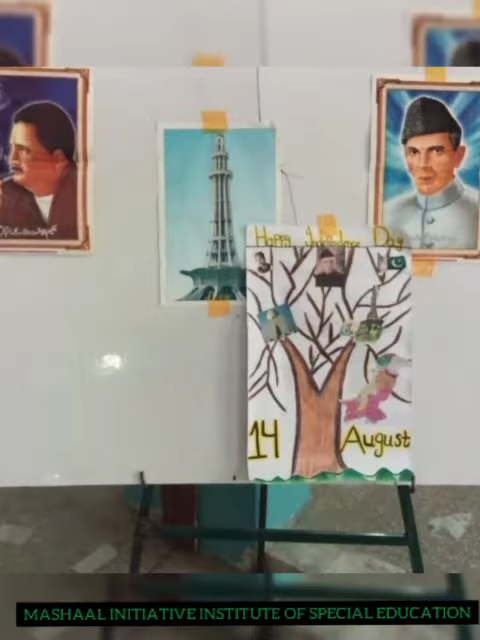 Happy Independence Day
14 August
MASHAAL INITIATIVE INSTITUTE OF SPECIAL EDUCATION